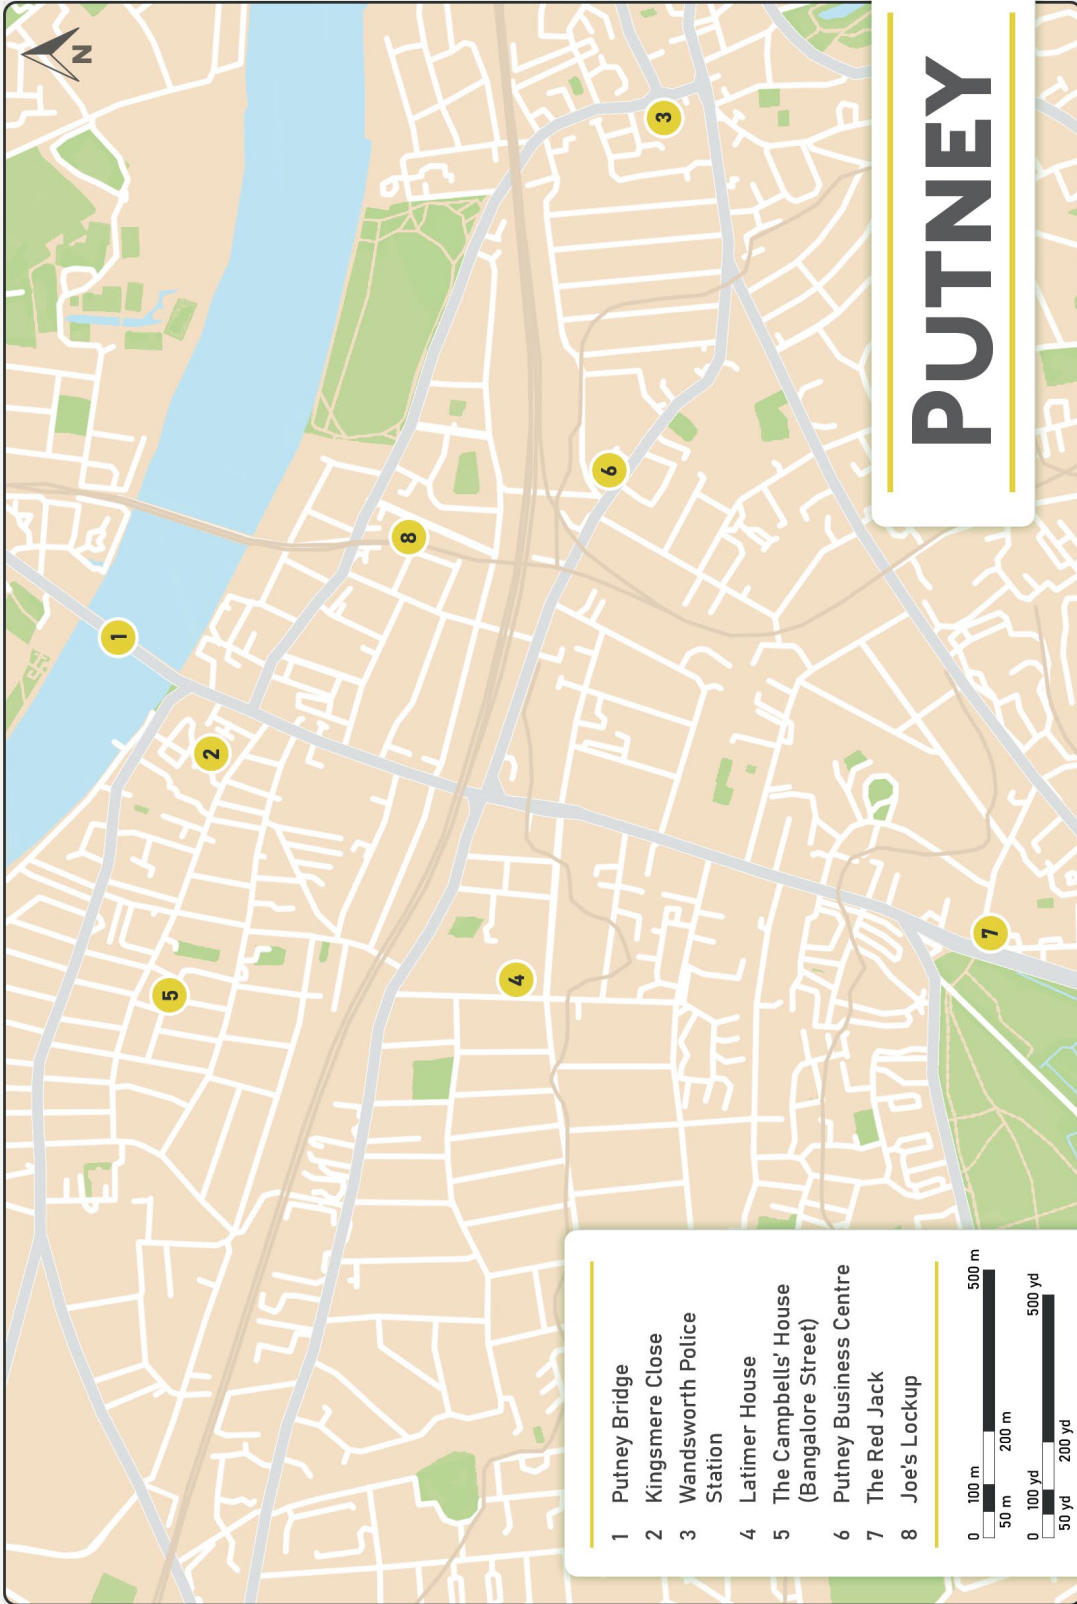 PUTNEY
N
1
2
3
4
5
6
7
8
1 Putney Bridge
2 Kingsmere Close
3 Wandsworth Police
Station
4 Latimer House
5 The Campbells' House
(Bangalore Street)
6 Putney Business Centre
7 The Red Jack
8 Joe's Lockup
0 100 m 500 m
50 m 200 m
0 100 yd 500 yd
50 yd 200 yd